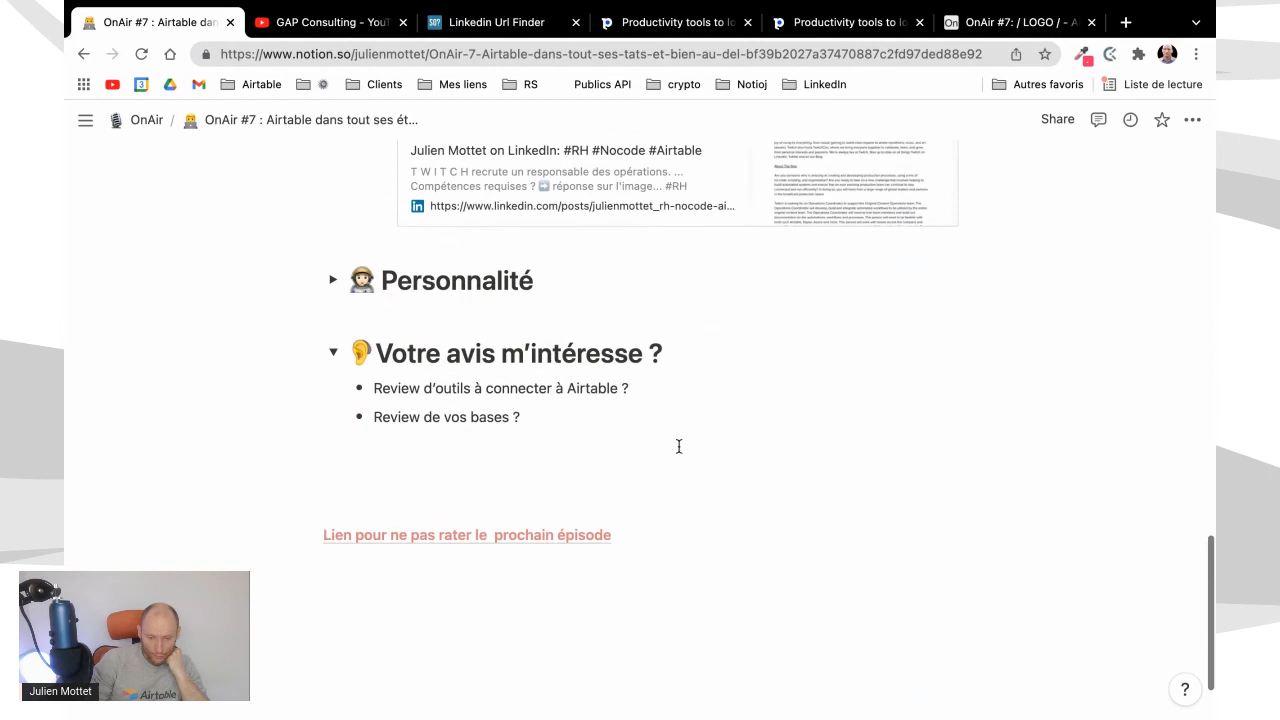 OnAir #7 : Airtable dan
GAP Consulting - YouT
SO?
Linkedin Url Finder
Productivity tools to lo
Productivity tools to lo
On
OnAir #7: / LOGO / - A
https://www.notion.so/julienmottet/OnAir-7-Airtable-dans-tout-ses-tats-et-bien-au-del-bf39b2027a37470887c2fd97ded88e92
3
Airtable
Clients
Mes liens
RS
Publics API
crypto
Notioj
LinkedIn
Autres favoris
Liste de lecture
OnAir / OnAir #7 : Airtable dans tout ses ét...
Share
Julien Mottet on LinkedIn: #RH #Nocode #Airtable
T W I T C H recrute un responsable des opérations. ...
Compétences requises ? ➡️ réponse sur l'image... #RH
https://www.linkedin.com/posts/julienmottet_rh-nocode-ai...
Personnalité
Votre avis m’intéresse ?
Review d’outils à connecter à Airtable ?
Review de vos bases ?
Lien pour ne pas rater le prochain épisode
Airtable
Julien Mottet
?